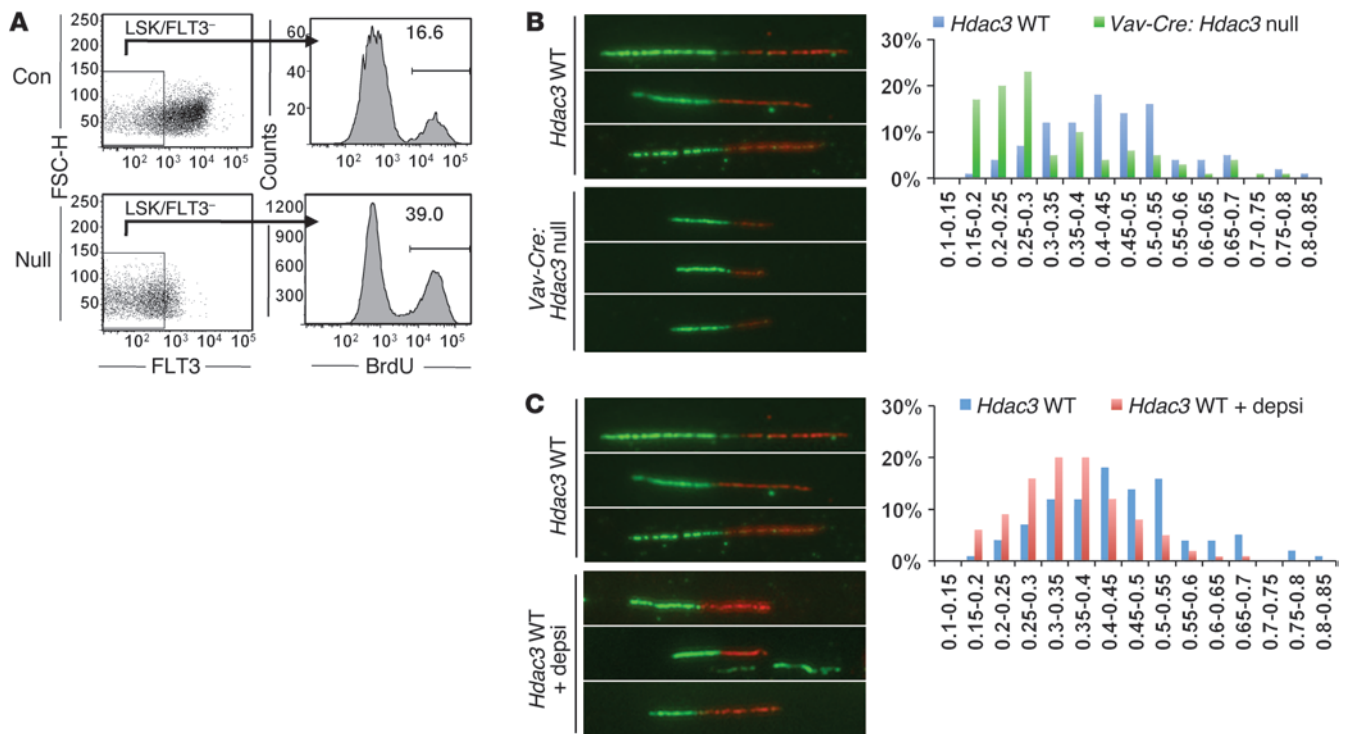 A
Con
FSC-H
250
200
150
100
50
10² 10³ 10⁴ 10⁵
LSK/FLT3⁻
Counts
60
40
20
16.6
10² 10³ 10⁴ 10⁵
Null
250
200
150
100
50
10² 10³ 10⁴ 10⁵
LSK/FLT3⁻
1200
900
600
300
39.0
10² 10³ 10⁴ 10⁵
FLT3
BrdU
B
Hdac3 WT
Vav-Cre:
Hdac3 null
Hdac3 WT
Vav-Cre: Hdac3 null
30%
20%
10%
0%
0.1-0.15
0.15-0.2
0.2-0.25
0.25-0.3
0.3-0.35
0.35-0.4
0.4-0.45
0.45-0.5
0.5-0.55
0.55-0.6
0.6-0.65
0.65-0.7
0.7-0.75
0.75-0.8
0.8-0.85
C
Hdac3 WT
Hdac3 WT
+ depsi
Hdac3 WT
Hdac3 WT + depsi
30%
20%
10%
0%
0.1-0.15
0.15-0.2
0.2-0.25
0.25-0.3
0.3-0.35
0.35-0.4
0.4-0.45
0.45-0.5
0.5-0.55
0.55-0.6
0.6-0.65
0.65-0.7
0.7-0.75
0.75-0.8
0.8-0.85